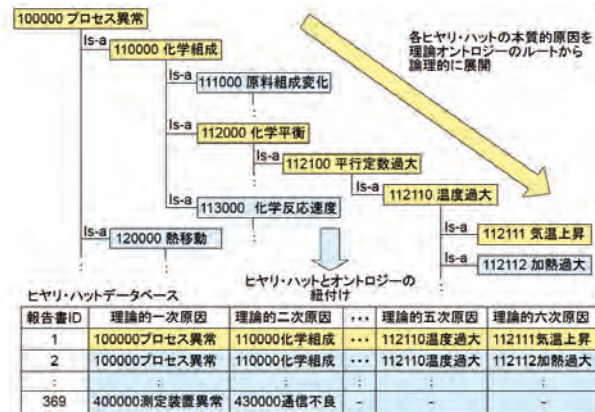 100000 プロセス異常
Is-a
110000 化学組成
各ヒヤリ・ハットの本質的原因を
理論オントロジーのルートから
論理的に展開
Is-a
111000 原料組成変化
:
Is-a
112000 化学平衡
Is-a
112100 平行定数過大
:
Is-a
112110 温度過大
Is-a
113000 化学反応速度
:
Is-a
112111 気温上昇
Is-a
120000 熱移動
:
Is-a
112112 加熱過大
:
:
ヒヤリ・ハットとオントロジーの
紐付け
ヒヤリ・ハットデータベース
報告書ID 理論的一次原因 理論的二次原因 ··· 理論的五次原因 理論的六次原因
1 100000プロセス異常 110000化学組成 ··· 112110温度過大 112111気温上昇
2 100000プロセス異常 110000化学組成 ··· 112110温度過大 112112加熱過大
: : : : : :
369 400000測定装置異常 430000通信不良 - - -